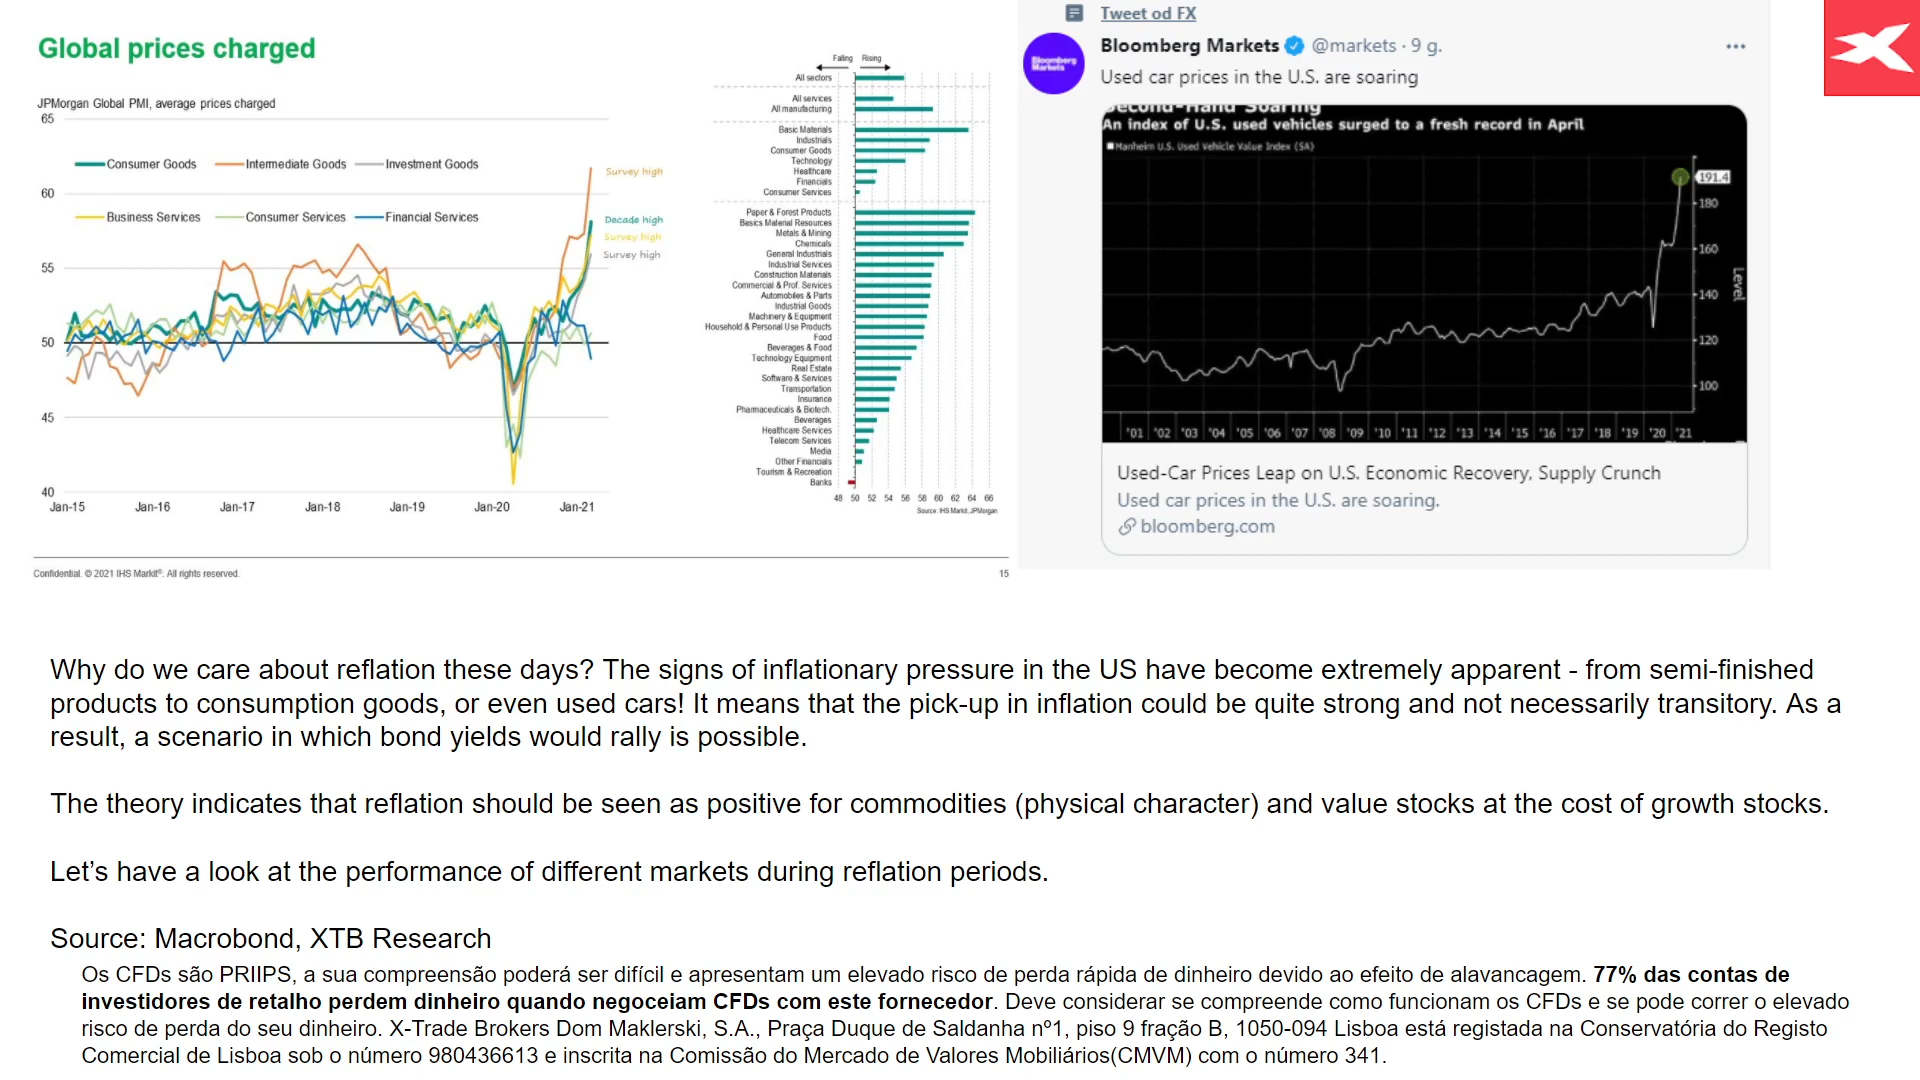 Global prices charged
JPMorgan Global PMI, average prices charged
65
60
55
50
45
40
Consumer Goods
Intermediate Goods
Investment Goods
Business Services
Consumer Services
Financial Services
Survey high
Decade high
Survey high
Survey high
Jan-15
Jan-16
Jan-17
Jan-18
Jan-19
Jan-20
Jan-21
Falling Rising
All sectors
All services
All manufacturing
Basic Materials
Industrials
Consumer Goods
Technology
Healthcare
Financials
Consumer Services
Paper & Forest Products
Basics Material Resources
Metals & Mining
Chemicals
General Industrials
Industrial Services
Construction Materials
Commercial & Prof. Services
Automobiles & Parts
Industrial Goods
Machinery & Equipment
Household & Personal Use Products
Food
Beverages & Food
Technology Equipment
Real Estate
Software & Services
Transportation
Insurance
Pharmaceuticals & Biotech.
Beverages
Healthcare Services
Telecom Services
Media
Other Financials
Tourism & Recreation
Banks
48 50 52 54 56 58 60 62 64 66
Source: IHS Markit, JPMorgan
Confidential. © 2021 IHS Markit®. All rights reserved.
15
Tweet od FX
Bloomberg Markets @markets · 9 g.
Bloomberg
Markets
Used car prices in the U.S. are soaring
Second-Hand Soaring
An index of U.S. used vehicles surged to a fresh record in April
Manheim U.S. Used Vehicle Value Index (SA)
191.4
180
160
140
120
100
Level
'01 '02 '03 '04 '05 '06 '07 '08 '09 '10 '11 '12 '13 '14 '15 '16 '17 '18 '19 '20 '21
Used-Car Prices Leap on U.S. Economic Recovery, Supply Crunch
Used car prices in the U.S. are soaring.
bloomberg.com
Why do we care about reflation these days? The signs of inflationary pressure in the US have become extremely apparent - from semi-finished
products to consumption goods, or even used cars! It means that the pick-up in inflation could be quite strong and not necessarily transitory. As a
result, a scenario in which bond yields would rally is possible.
The theory indicates that reflation should be seen as positive for commodities (physical character) and value stocks at the cost of growth stocks.
Let’s have a look at the performance of different markets during reflation periods.
Source: Macrobond, XTB Research
Os CFDs são PRIIPS, a sua compreensão poderá ser difícil e apresentam um elevado risco de perda rápida de dinheiro devido ao efeito de alavancagem. 77% das contas de
investidores de retalho perdem dinheiro quando negoceiam CFDs com este fornecedor. Deve considerar se compreende como funcionam os CFDs e se pode correr o elevado
risco de perda do seu dinheiro. X-Trade Brokers Dom Maklerski, S.A., Praça Duque de Saldanha nº1, piso 9 fração B, 1050-094 Lisboa está registada na Conservatória do Registo
Comercial de Lisboa sob o número 980436613 e inscrita na Comissão do Mercado de Valores Mobiliários(CMVM) com o número 341.